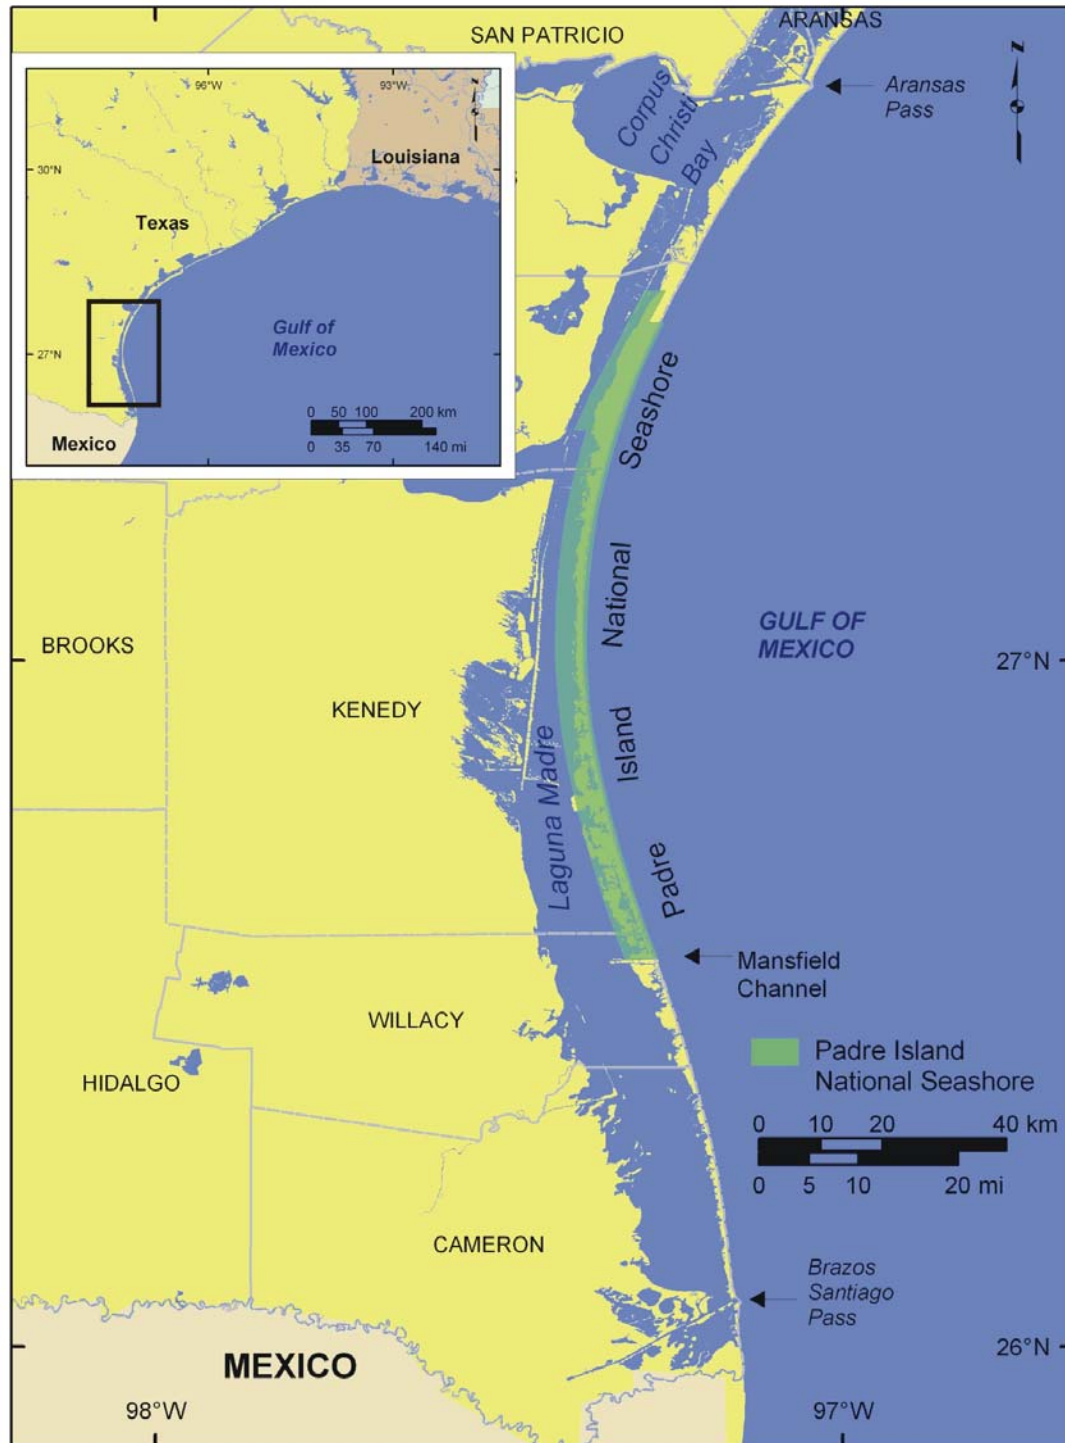 SAN PATRICIO
ARANSAS
N
Aransas
Pass
Corpus
Christi
Bay
96°W
93°W
N
30°N
Louisiana
Texas
Gulf of
Mexico
27°N
0 50 100 200 km
0 35 70 140 mi
Mexico
Seashore
National
Island
Padre
BROOKS
KENEDY
GULF OF
MEXICO
27°N
Laguna Madre
Mansfield
Channel
WILLACY
HIDALGO
Padre Island
National Seashore
0 10 20 40 km
0 5 10 20 mi
CAMERON
Brazos
Santiago
Pass
26°N
MEXICO
98°W
97°W